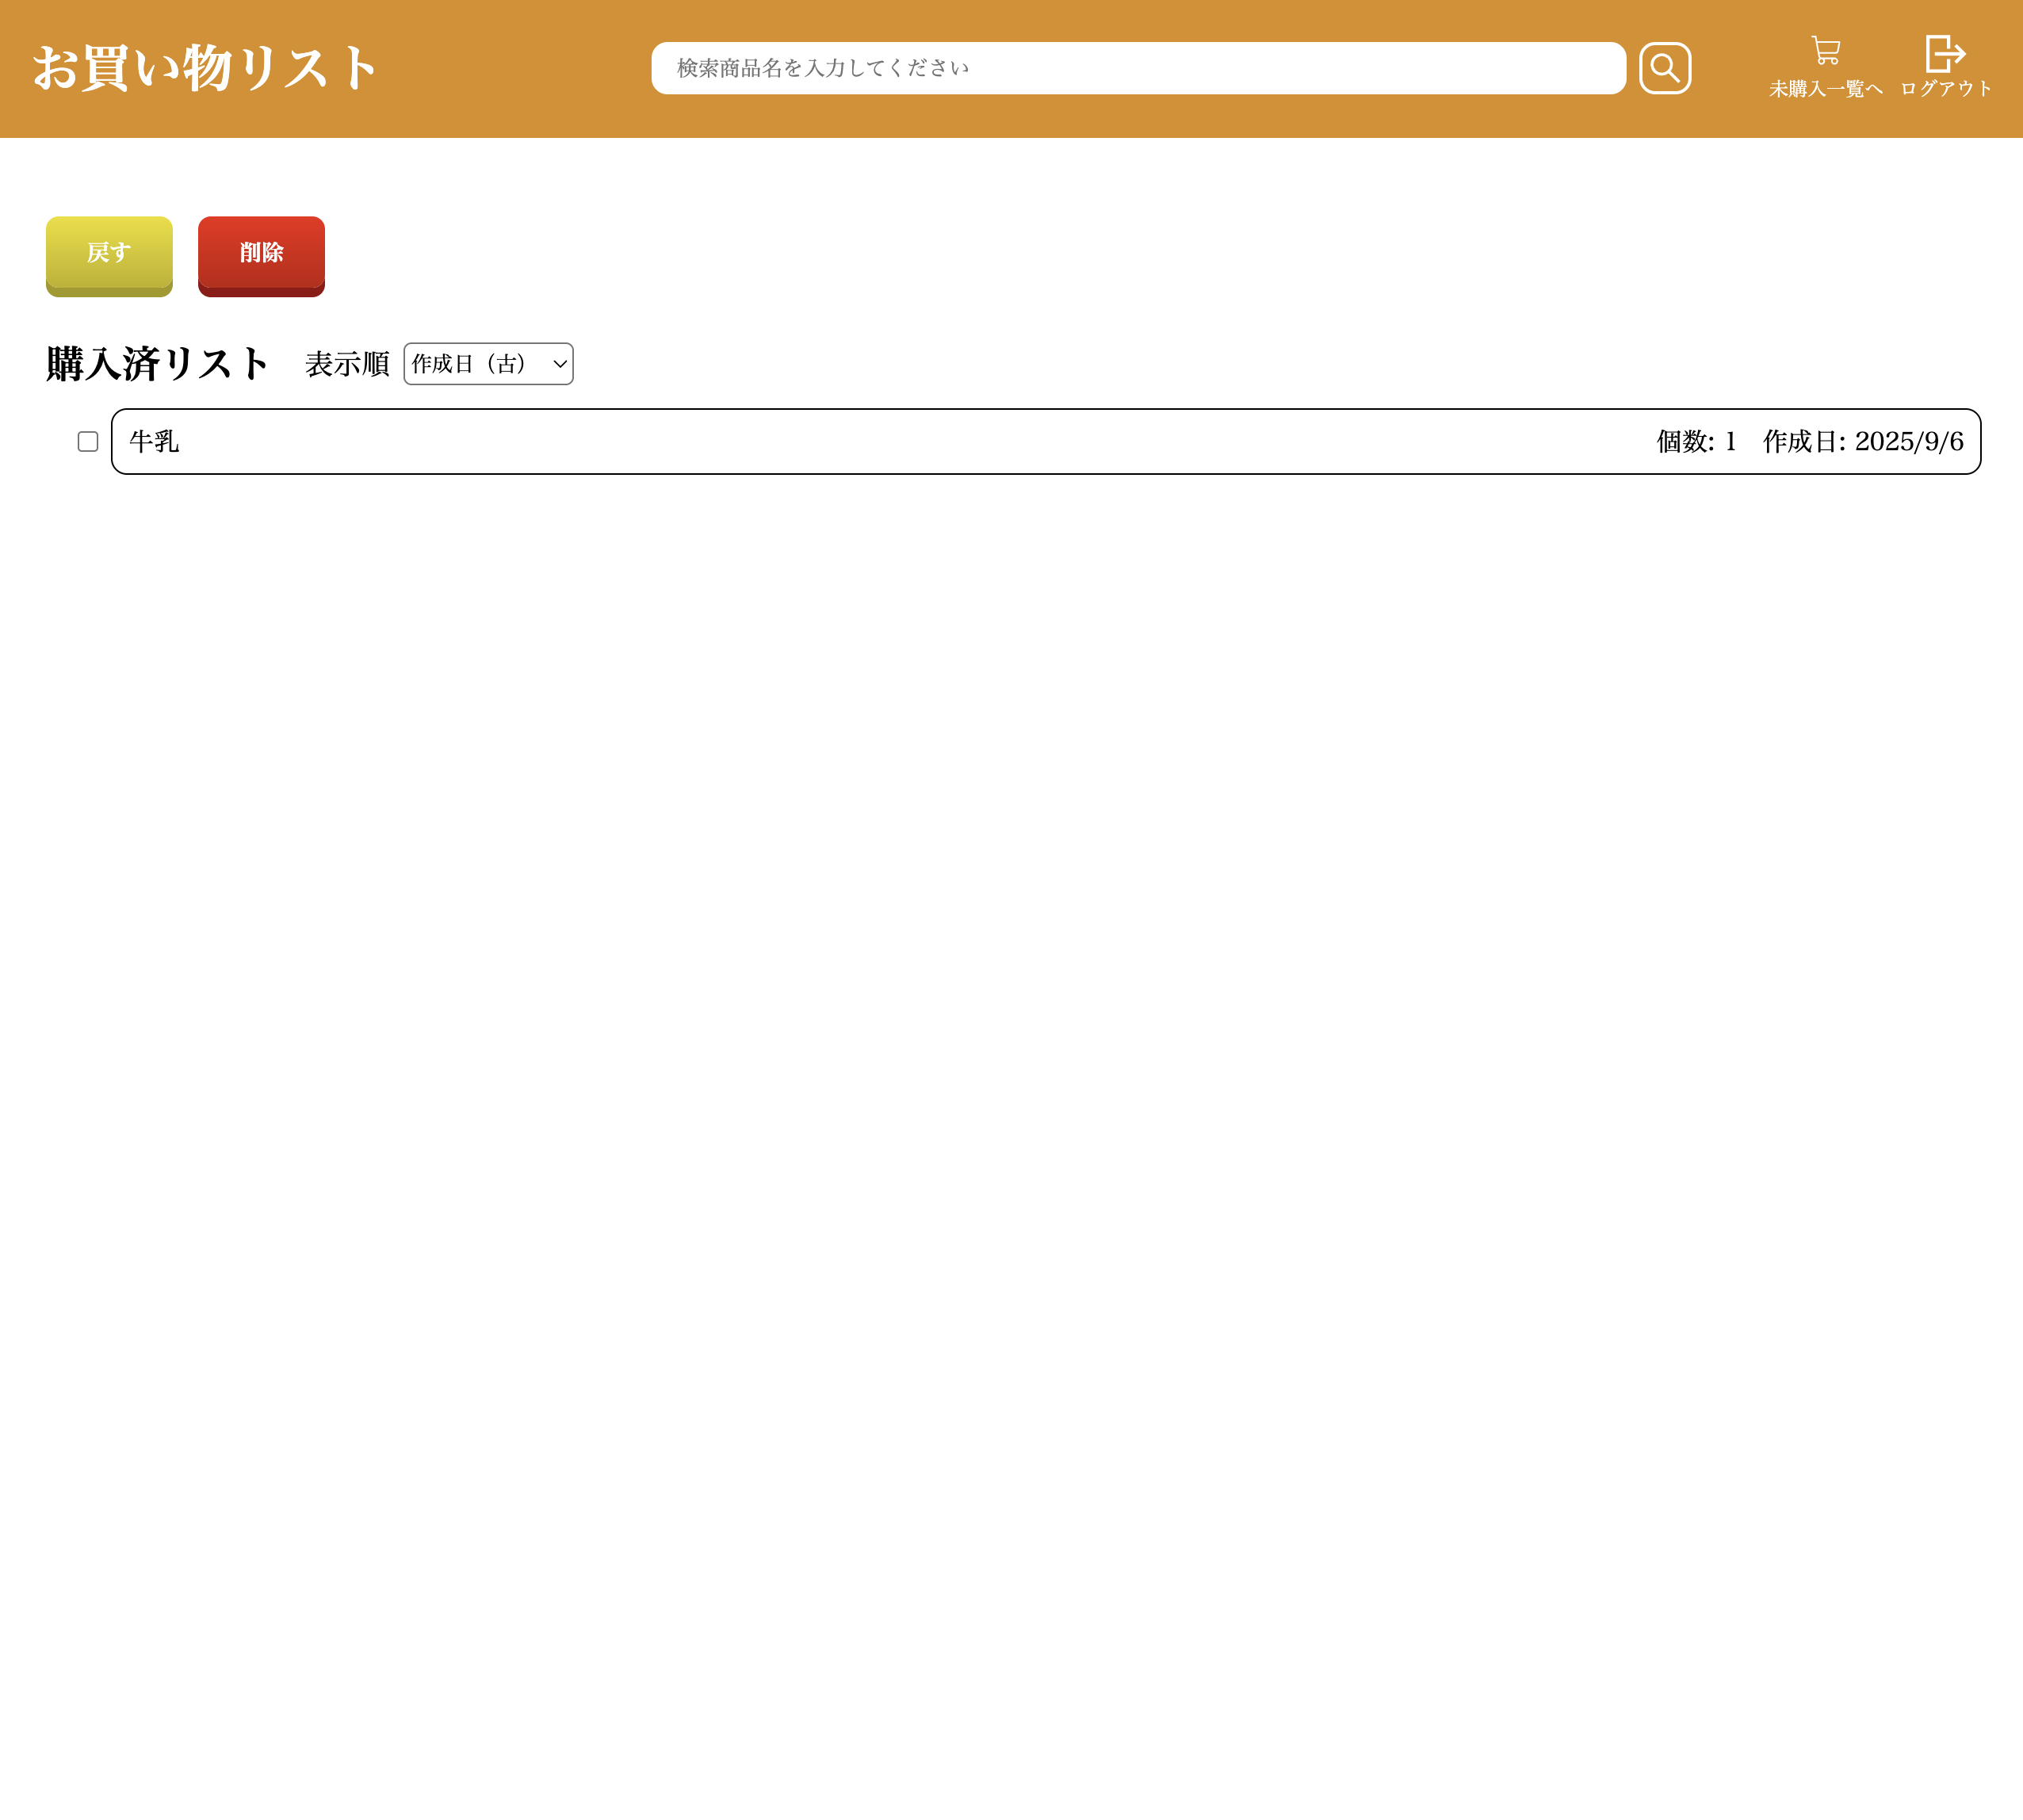 お買い物リスト
検索商品名を入力してください
未購入一覧へ
ログアウト
戻す
削除
購入済リスト
表示順
作成日（古）
牛乳
個数: 1
作成日: 2025/9/6